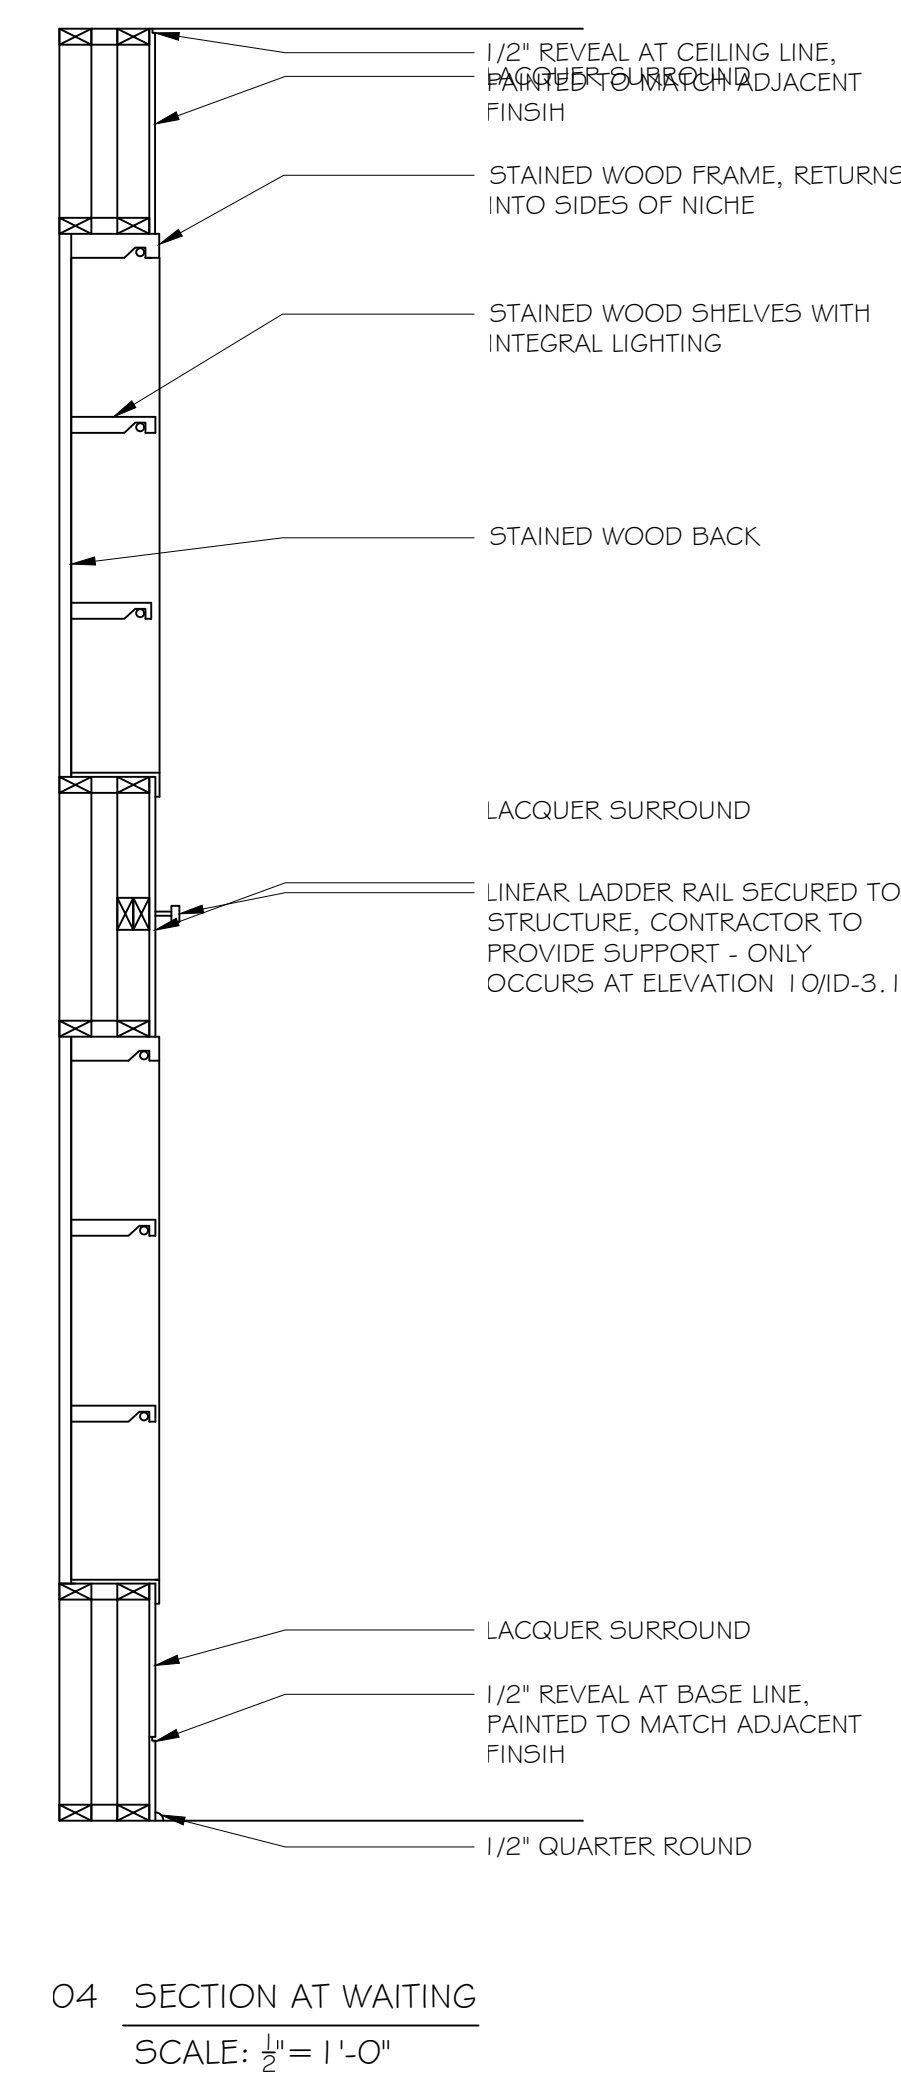 1/2" REVEAL AT CEILING LINE,
LACQUER SURROUND
PAINTED TO MATCH ADJACENT
FINSIH
STAINED WOOD FRAME, RETURNS
INTO SIDES OF NICHE
STAINED WOOD SHELVES WITH
INTEGRAL LIGHTING
STAINED WOOD BACK
LACQUER SURROUND
LINEAR LADDER RAIL SECURED TO
STRUCTURE, CONTRACTOR TO
PROVIDE SUPPORT - ONLY
OCCURS AT ELEVATION 10/ID-3.1
LACQUER SURROUND
1/2" REVEAL AT BASE LINE,
PAINTED TO MATCH ADJACENT
FINSIH
1/2" QUARTER ROUND
04 SECTION AT WAITING
SCALE: 1/2"= 1'-0"